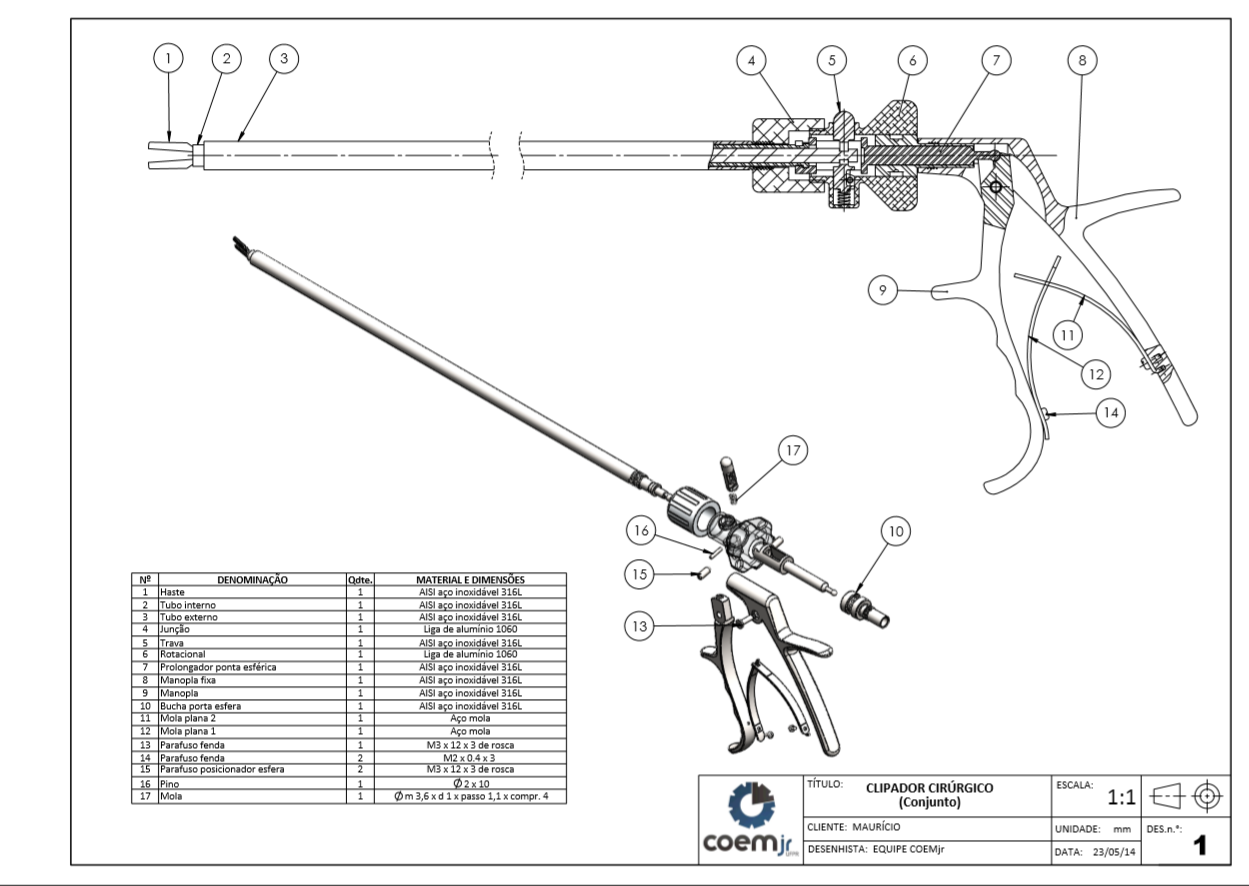 1 2 3 4 5 6 7 8
9
11
12
14
17
16
10
15
13
Nº DENOMINAÇÃO Qdte. MATERIAL E DIMENSÕES
1 Haste 1 AISI aço inoxidável 316L
2 Tubo interno 1 AISI aço inoxidável 316L
3 Tubo externo 1 AISI aço inoxidável 316L
4 Junção 1 Liga de alumínio 1060
5 Trava 1 AISI aço inoxidável 316L
6 Rotacional 1 Liga de alumínio 1060
7 Prolongador ponta esférica 1 AISI aço inoxidável 316L
8 Manopla fixa 1 AISI aço inoxidável 316L
9 Manopla 1 AISI aço inoxidável 316L
10 Bucha porta esfera 1 AISI aço inoxidável 316L
11 Mola plana 2 1 Aço mola
12 Mola plana 1 1 Aço mola
13 Parafuso fenda 1 M3 x 12 x 3 de rosca
14 Parafuso fenda 2 M2 x 0.4 x 3
15 Parafuso posicionador esfera 2 M3 x 12 x 3 de rosca
16 Pino 1 Ø 2 x 10
17 Mola 1 Ø m 3,6 x d 1 x passo 1,1 x compr. 4
coemjr
TÍTULO: CLIPADOR CIRÚRGICO
(Conjunto)
ESCALA: 1:1
CLIENTE: MAURÍCIO
UNIDADE: mm
DES.n.º: 1
DESENHISTA: EQUIPE COEMjr
DATA: 23/05/14